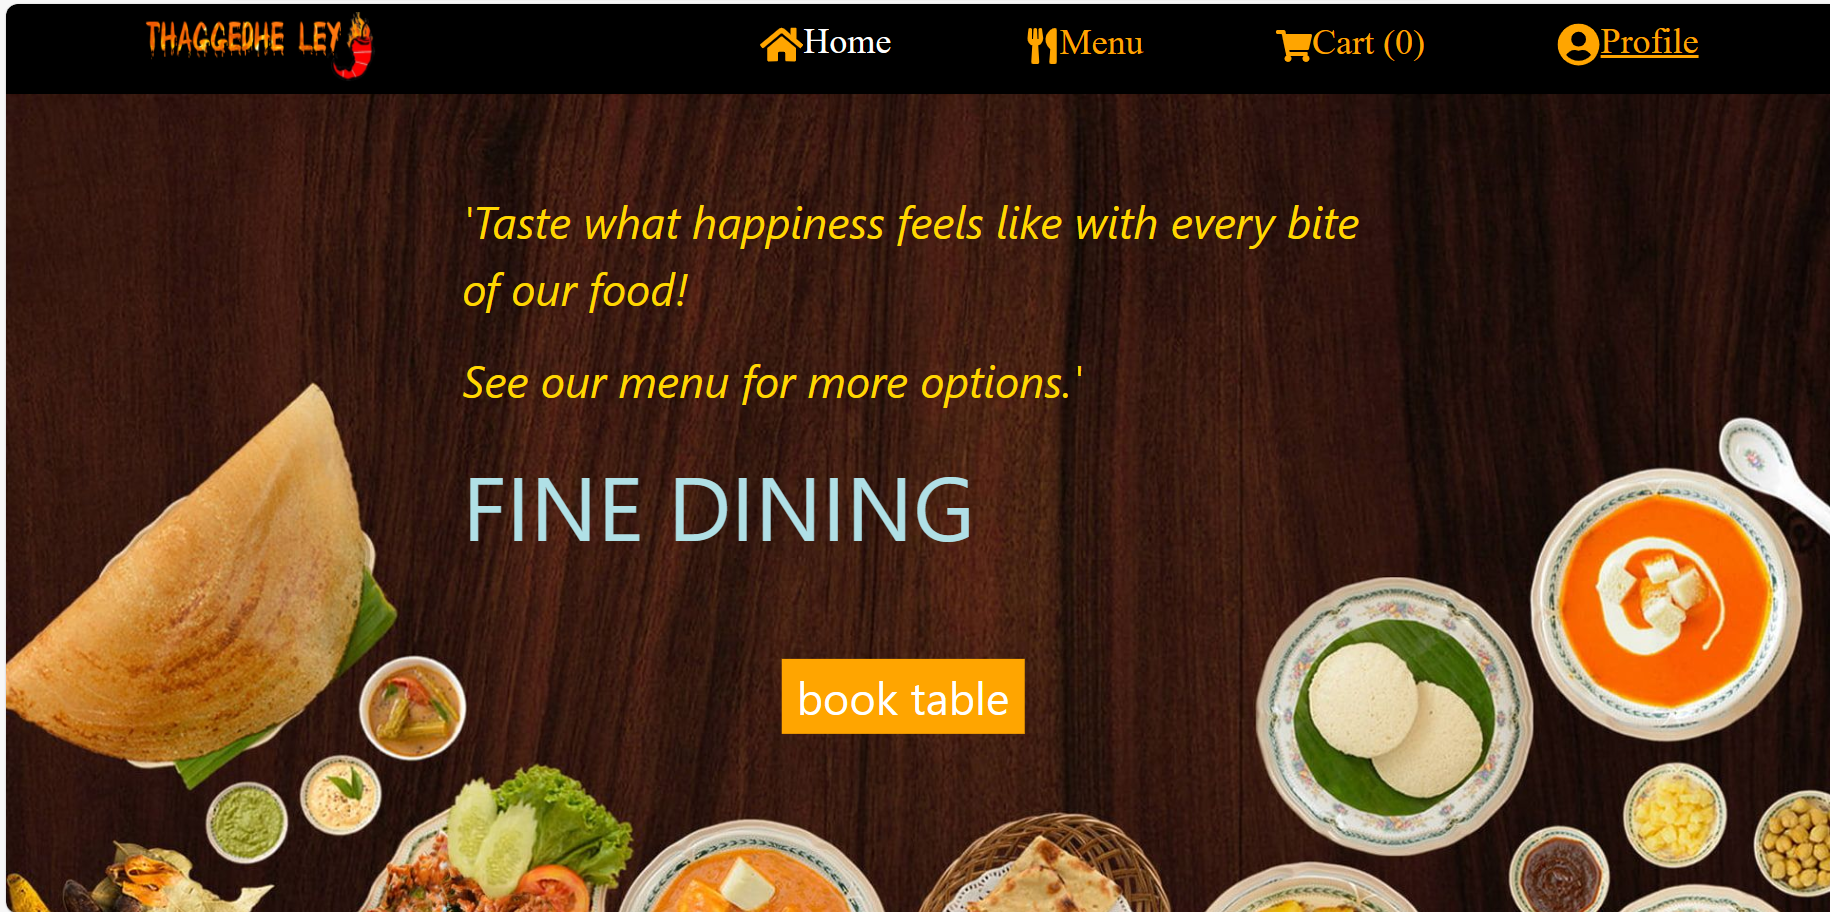 THAGGEDHE LEY
Home
Menu
Cart (0)
Profile
'Taste what happiness feels like with every bite
of our food!
See our menu for more options.'
FINE DINING
book table